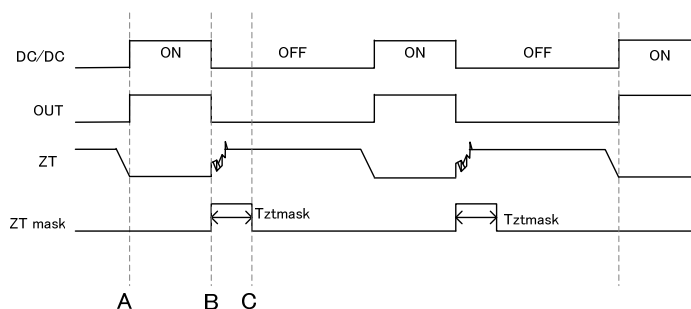 DC/DC ON OFF ON OFF ON
OUT
ZT
ZT mask Tztmask Tztmask
A B C